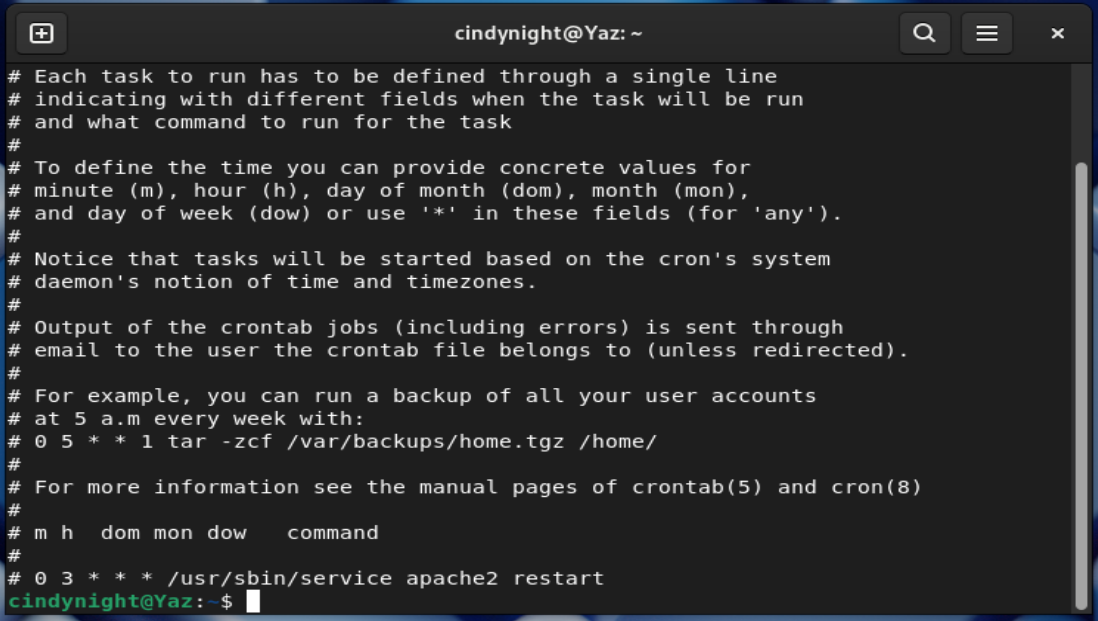 cindynight@Yaz: ~
# Each task to run has to be defined through a single line
# indicating with different fields when the task will be run
# and what command to run for the task
#
# To define the time you can provide concrete values for
# minute (m), hour (h), day of month (dom), month (mon),
# and day of week (dow) or use '*' in these fields (for 'any').
#
# Notice that tasks will be started based on the cron's system
# daemon's notion of time and timezones.
#
# Output of the crontab jobs (including errors) is sent through
# email to the user the crontab file belongs to (unless redirected).
#
# For example, you can run a backup of all your user accounts
# at 5 a.m every week with:
# 0 5 * * 1 tar -zcf /var/backups/home.tgz /home/
#
# For more information see the manual pages of crontab(5) and cron(8)
#
# m h  dom mon dow   command
#
# 0 3 * * * /usr/sbin/service apache2 restart
cindynight@Yaz:~$